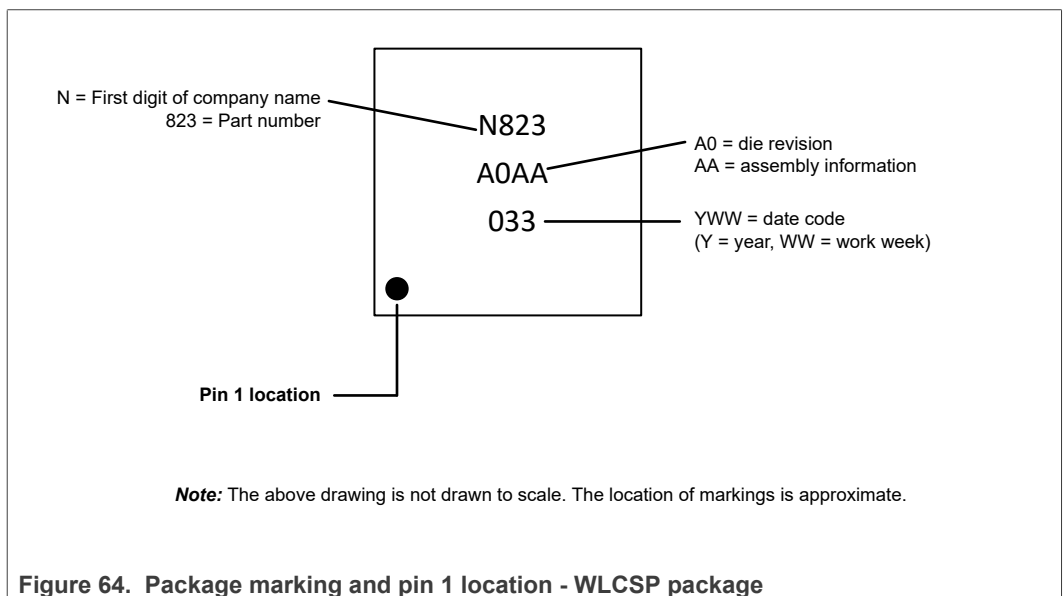 N = First digit of company name
823 = Part number
N823
A0AA
033
A0 = die revision
AA = assembly information
YWW = date code
(Y = year, WW = work week)
Pin 1 location
Note: The above drawing is not drawn to scale. The location of markings is approximate.
Figure 64. Package marking and pin 1 location - WLCSP package